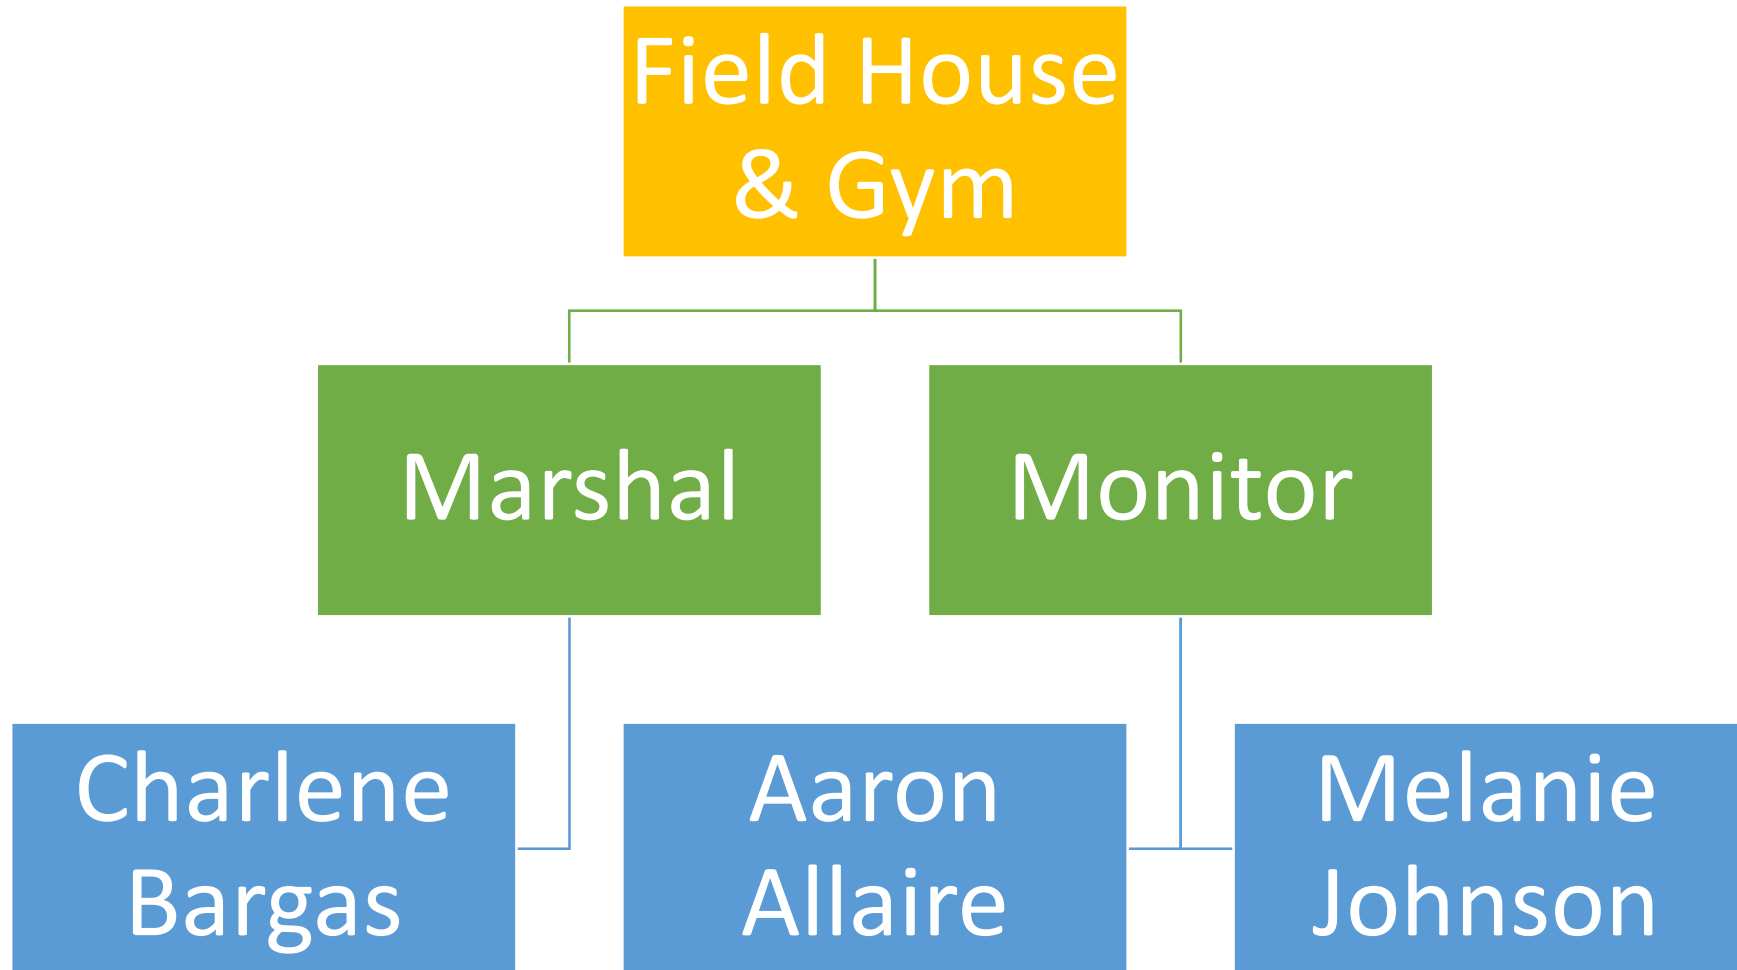 Field House
& Gym
Marshal
Monitor
Charlene
Bargas
Aaron
Allaire
Melanie
Johnson